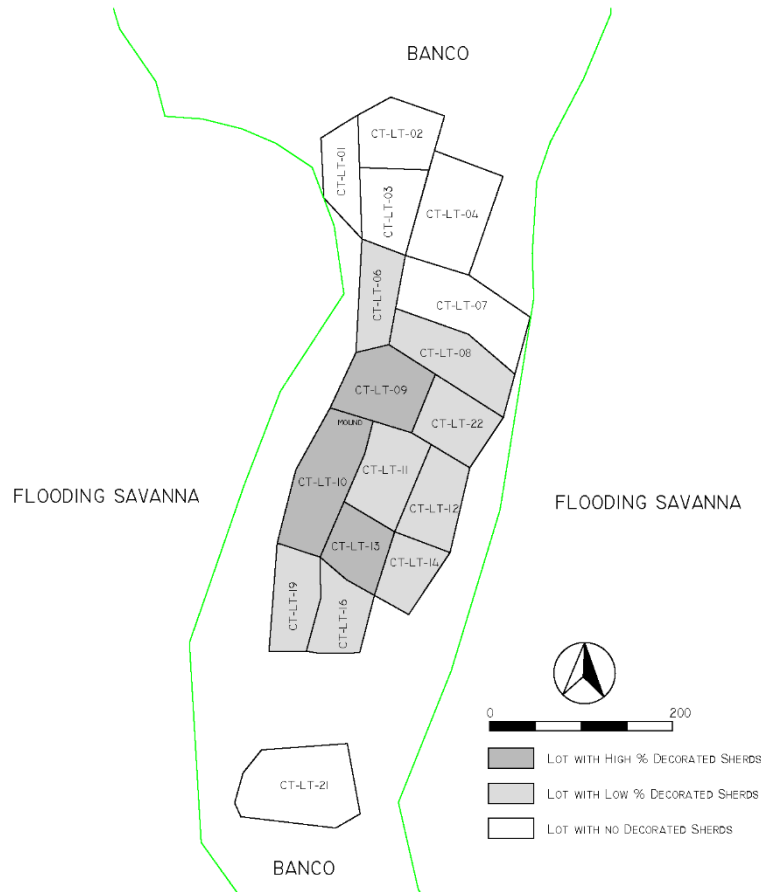 BANCO
CT-LT-02
CT-LT-01
CT-LT-03
CT-LT-04
CT-LT-06
CT-LT-07
CT-LT-08
CT-LT-09
CT-LT-22
MOUND
CT-LT-11
CT-LT-10
FLOODING SAVANNA
FLOODING SAVANNA
CT-LT-12
CT-LT-13
CT-LT-14
CT-LT-19
CT-LT-16
0 200
LOT WITH HIGH % DECORATED SHERDS
LOT WITH LOW % DECORATED SHERDS
LOT WITH NO DECORATED SHERDS
CT-LT-21
BANCO